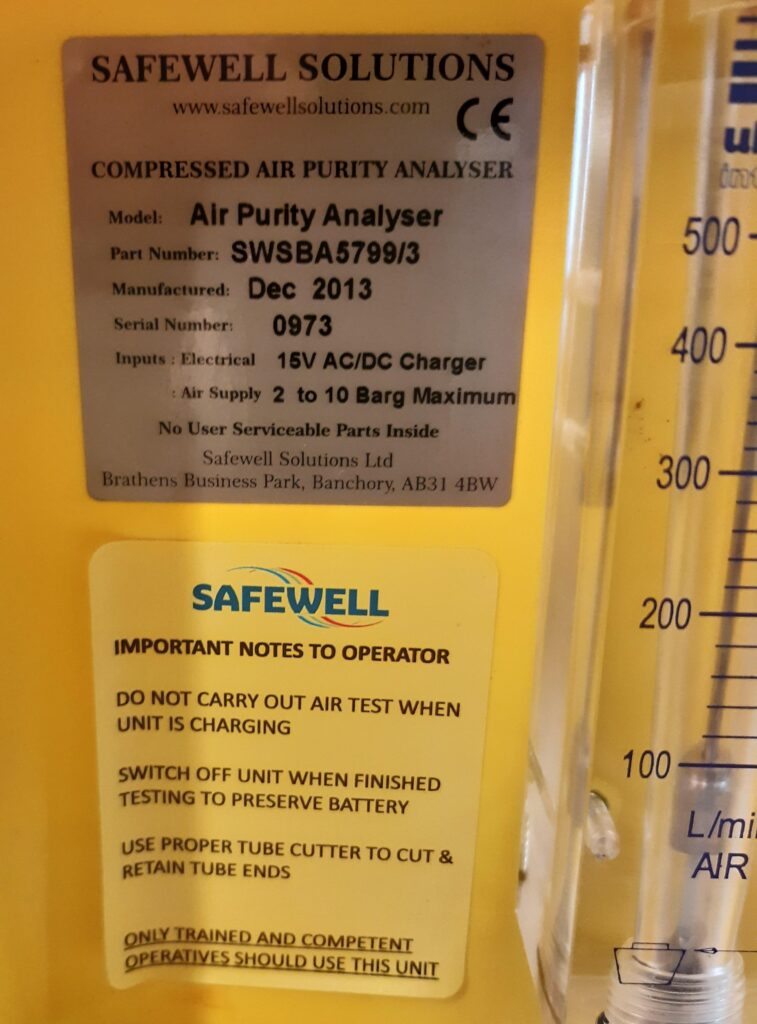 SAFEWELL SOLUTIONS
www.safewellsolutions.com
CE
COMPRESSED AIR PURITY ANALYSER
Model: Air Purity Analyser
Part Number: SWSBA5799/3
Manufactured: Dec 2013
Serial Number: 0973
Inputs : Electrical 15V AC/DC Charger
: Air Supply 2 to 10 Barg Maximum
No User Serviceable Parts Inside
Safewell Solutions Ltd
Brathens Business Park, Banchory, AB31 4BW
SAFEWELL
IMPORTANT NOTES TO OPERATOR
DO NOT CARRY OUT AIR TEST WHEN
UNIT IS CHARGING
SWITCH OFF UNIT WHEN FINISHED
TESTING TO PRESERVE BATTERY
USE PROPER TUBE CUTTER TO CUT &
RETAIN TUBE ENDS
ONLY TRAINED AND COMPETENT
OPERATIVES SHOULD USE THIS UNIT
500
400
300
200
100
L/mi
AIR